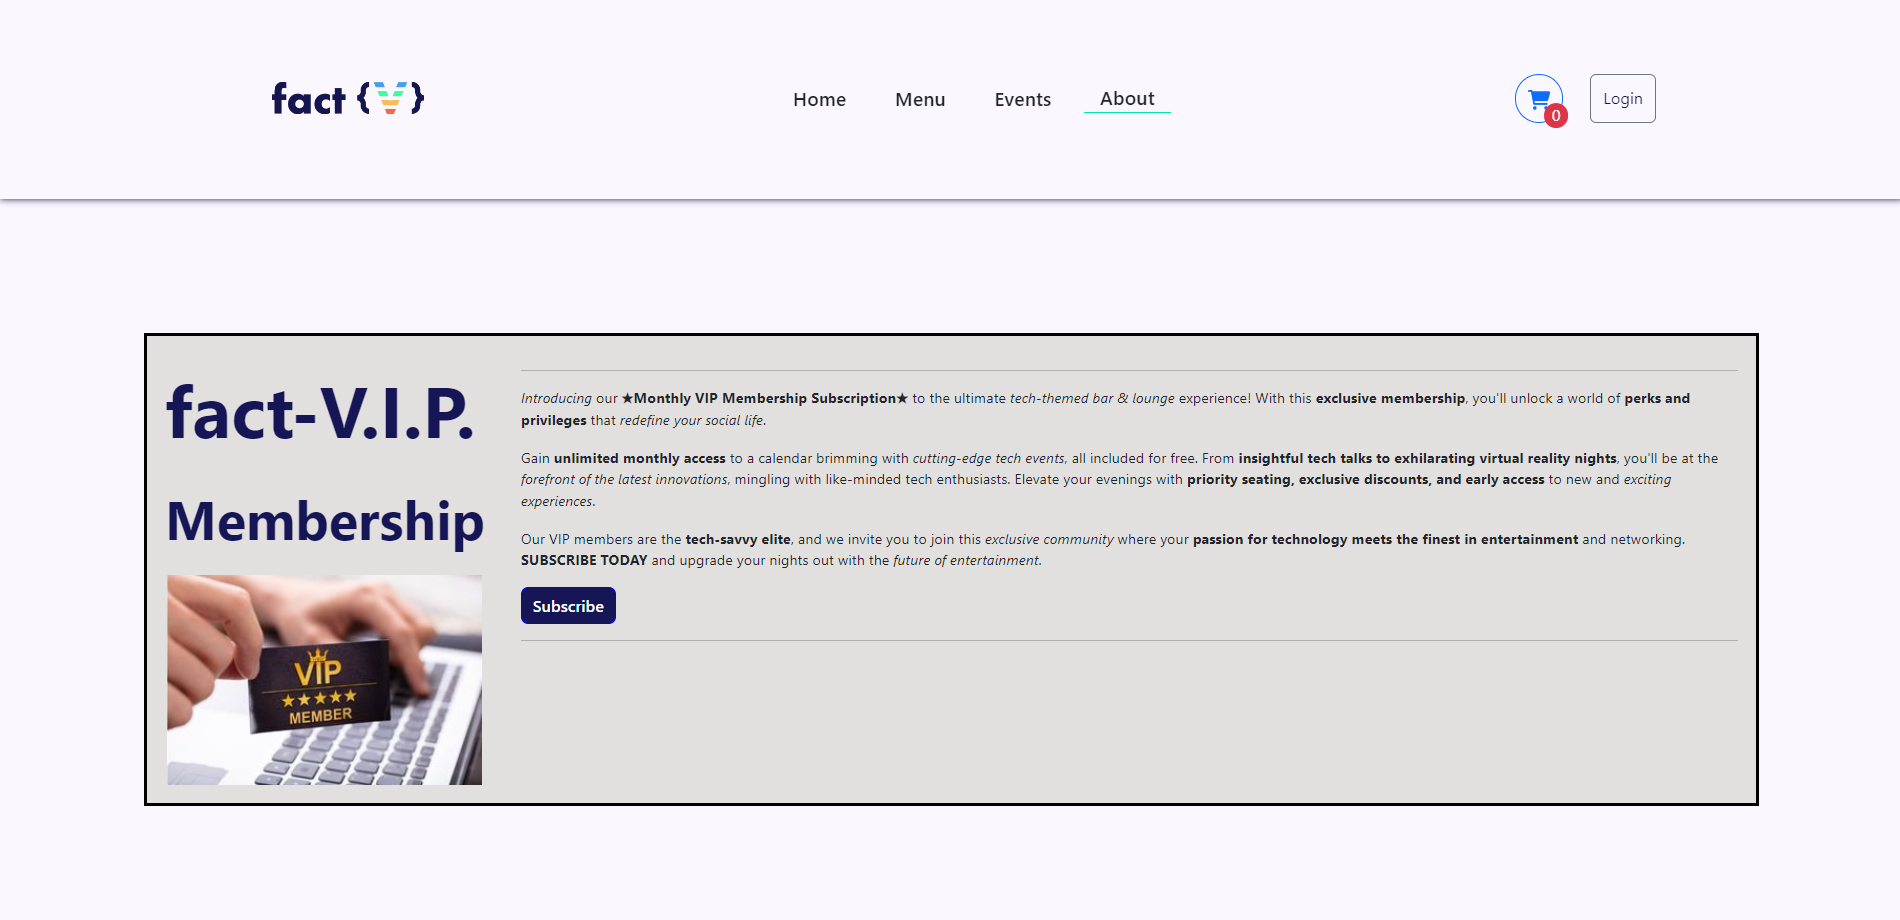 fact {V}
Home Menu Events About
0
Login
fact-V.I.P.
Membership
VIP
★★★★★
MEMBER
Introducing our ★Monthly VIP Membership Subscription★ to the ultimate tech-themed bar & lounge experience! With this exclusive membership, you'll unlock a world of perks and
privileges that redefine your social life.
Gain unlimited monthly access to a calendar brimming with cutting-edge tech events, all included for free. From insightful tech talks to exhilarating virtual reality nights, you'll be at the
forefront of the latest innovations, mingling with like-minded tech enthusiasts. Elevate your evenings with priority seating, exclusive discounts, and early access to new and exciting
experiences.
Our VIP members are the tech-savvy elite, and we invite you to join this exclusive community where your passion for technology meets the finest in entertainment and networking.
SUBSCRIBE TODAY and upgrade your nights out with the future of entertainment.
Subscribe